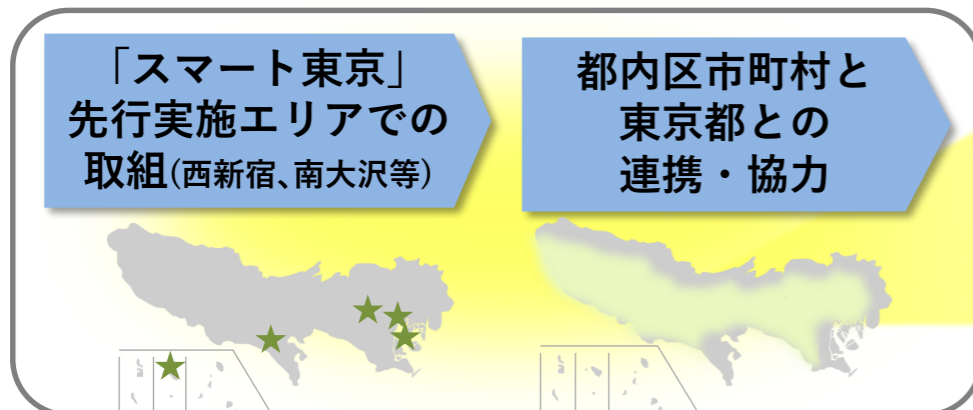 「スマート東京」
先行実施エリアでの
取組(西新宿、南大沢等)
都内区市町村と
東京都との
連携・協力